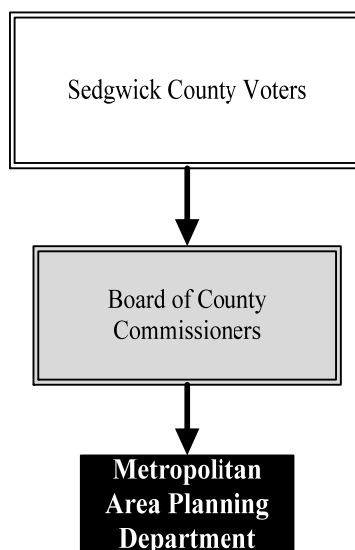 Sedgwick County Voters
Board of County
Commissioners
Metropolitan
Area Planning
Department